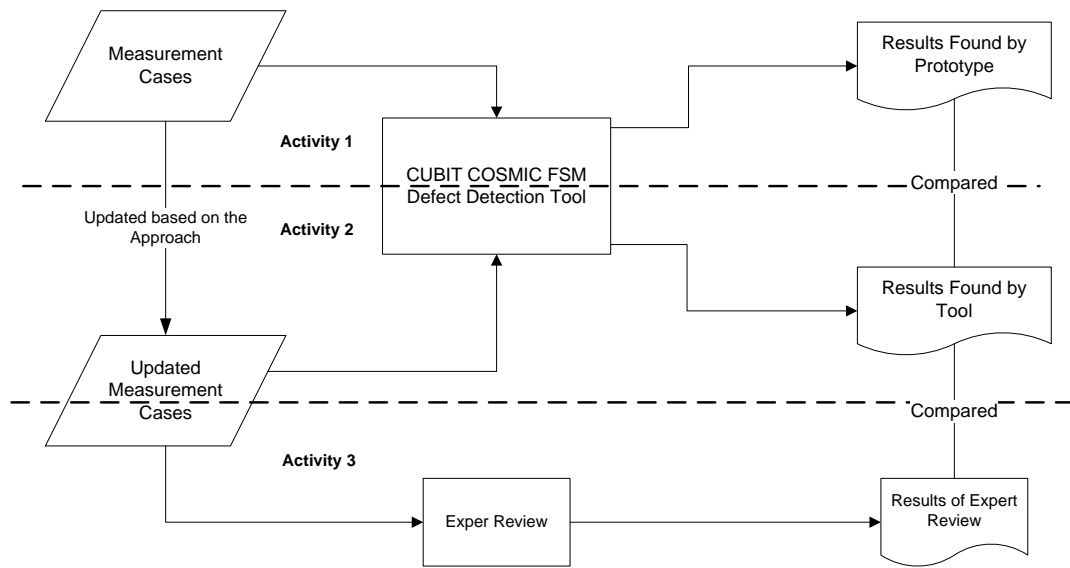 Measurement
Cases
Results Found by
Prototype
Activity 1
CUBIT COSMIC FSM
Defect Detection Tool
Compared
Updated based on the
Approach
Activity 2
Results Found by
Tool
Updated
Measurement
Cases
Compared
Activity 3
Exper Review
Results of Expert
Review